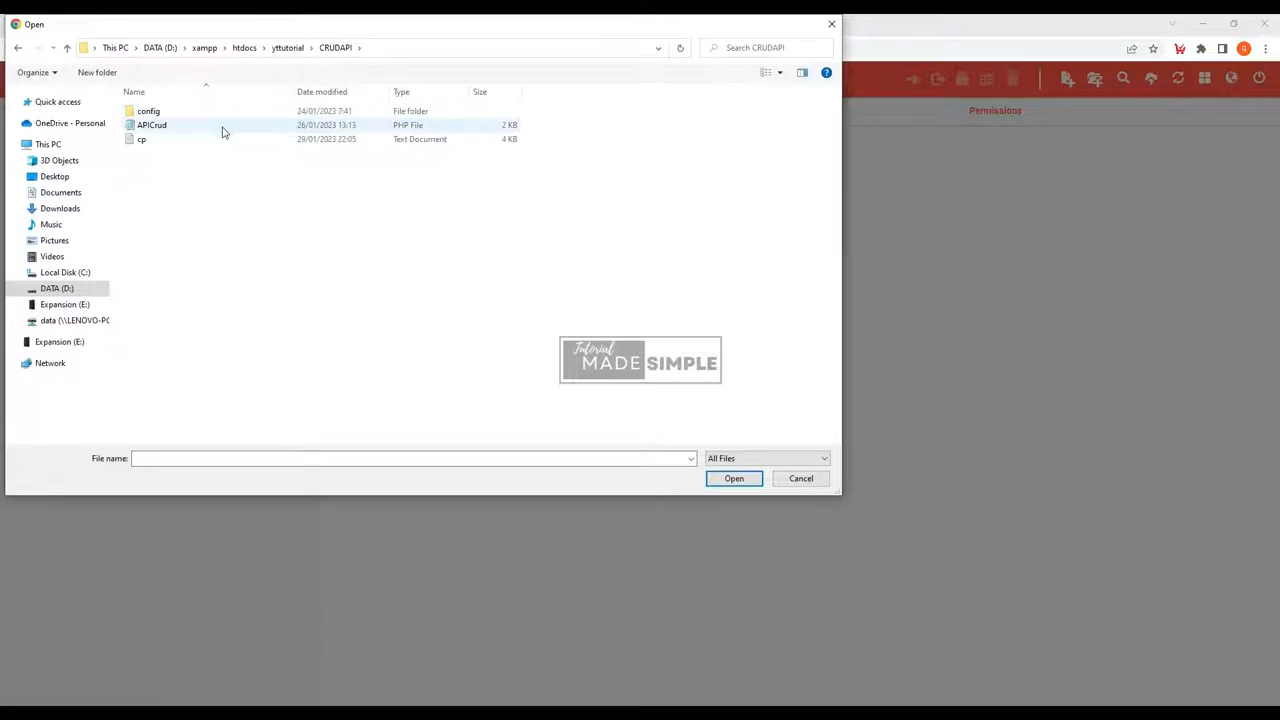 Open
This PC
DATA (D:)
xampp
htdocs
yttutorial
CRUDAPI
Search CRUDAPI
Organize
New folder
Name
Date modified
Type
Size
Quick access
config
24/01/2023 7:41
File folder
OneDrive - Personal
APICrud
26/01/2023 13:13
PHP File
2 KB
This PC
cp
29/01/2023 22:05
Text Document
4 KB
3D Objects
Desktop
Documents
Downloads
Music
Pictures
Videos
Local Disk (C:)
DATA (D:)
Expansion (E:)
data (\\LENOVO-PC
Expansion (E:)
Network
Tutorial
MADE SIMPLE
File name:
All Files
Open
Cancel
Permissions
g